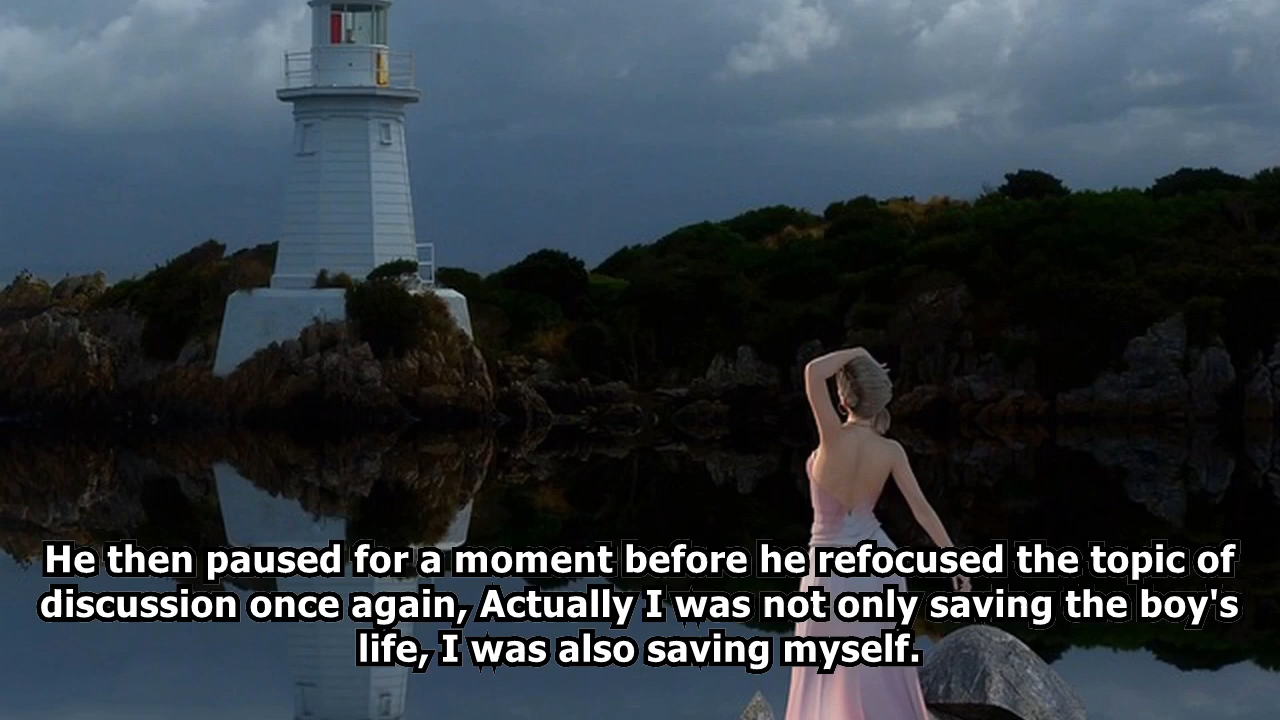 He then paused for a moment before he refocused the topic of
discussion once again, Actually I was not only saving the boy's
life, I was also saving myself.